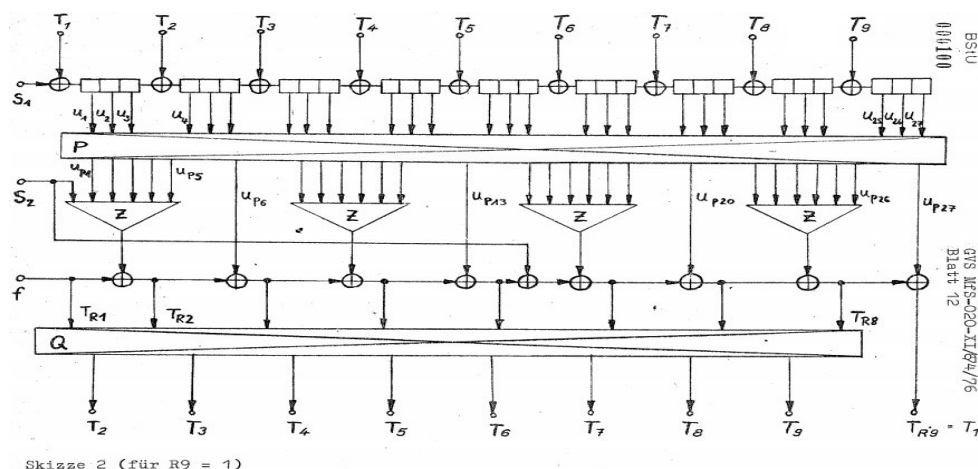 T1 T2 T3 T4 T5 T6 T7 T8 T9
S1
u1 u2 u3 u4 u25 u26 u27
P
up1 up5 up6 up13 up20 up26 up27
S2
Z Z Z Z
f
TR1 TR2 TR8
Q
T2 T3 T4 T5 T6 T7 T8 T9 TR9 = T1
Skizze 2 (für R9 = 1)
BStU
000100
GVS MfS-020-XI/874/76
Blatt 12